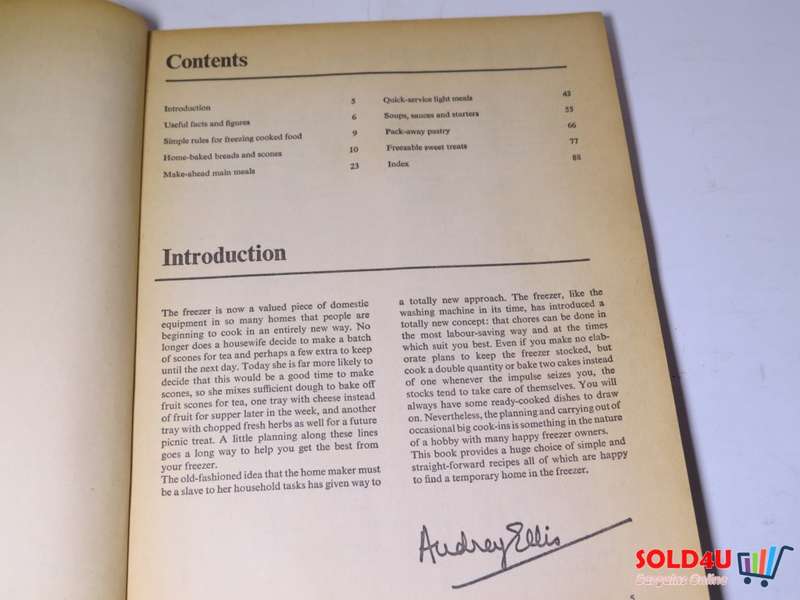 Contents
Introduction 5
Useful facts and figures 6
Simple rules for freezing cooked food 9
Home-baked breads and scones 10
Make-ahead main meals 23
Quick-service light meals 43
Soups, sauces and starters 55
Pack-away pastry 66
Freezable sweet treats 77
Index 88
Introduction
The freezer is now a valued piece of domestic
equipment in so many homes that people are
beginning to cook in an entirely new way. No
longer does a housewife decide to make a batch
of scones for tea and perhaps a few extra to keep
until the next day. Today she is far more likely to
decide that this would be a good time to make
scones, so she mixes sufficient dough to bake off
fruit scones for tea, one tray with cheese instead
of fruit for supper later in the week, and another
tray with chopped fresh herbs as well for a future
picnic treat. A little planning along these lines
goes a long way to help you get the best from
your freezer.
The old-fashioned idea that the home maker must
be a slave to her household tasks has given way to
a totally new approach. The freezer, like the
washing machine in its time, has introduced a
totally new concept: that chores can be done in
the most labour-saving way and at the times
which suit you best. Even if you make no elab-
orate plans to keep the freezer stocked, but
cook a double quantity or bake two cakes instead
of one whenever the impulse seizes you, the
stocks tend to take care of themselves. You will
always have some ready-cooked dishes to draw
on. Nevertheless, the planning and carrying out of
occasional big cook-ins is something in the nature
of a hobby with many happy freezer owners.
This book provides a huge choice of simple and
straight-forward recipes all of which are happy
to find a temporary home in the freezer.
Audrey Ellis
5
SOLD4U
Bargains Online